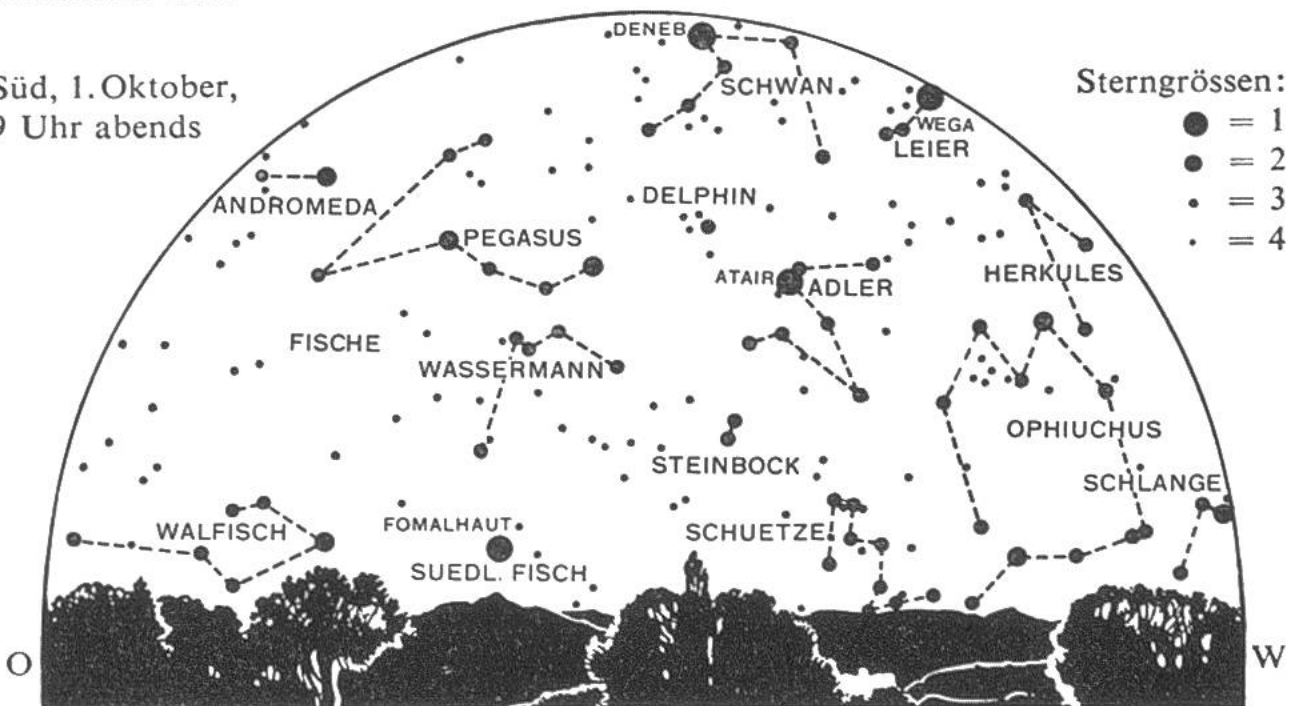 Süd, 1. Oktober,
9 Uhr abends
Sterngrössen:
= 1
= 2
= 3
= 4
DENEB
SCHWAN
WEGA
LEIER
ANDROMEDA
DELPHIN
PEGASUS
ATAIR
ADLER
HERKULES
FISCHE
WASSERMANN
OPHIUCHUS
STEINBOCK
SCHLANGE
WALFISCH
FOMALHAUT
SCHUETZE
SUEDL. FISCH
O
W